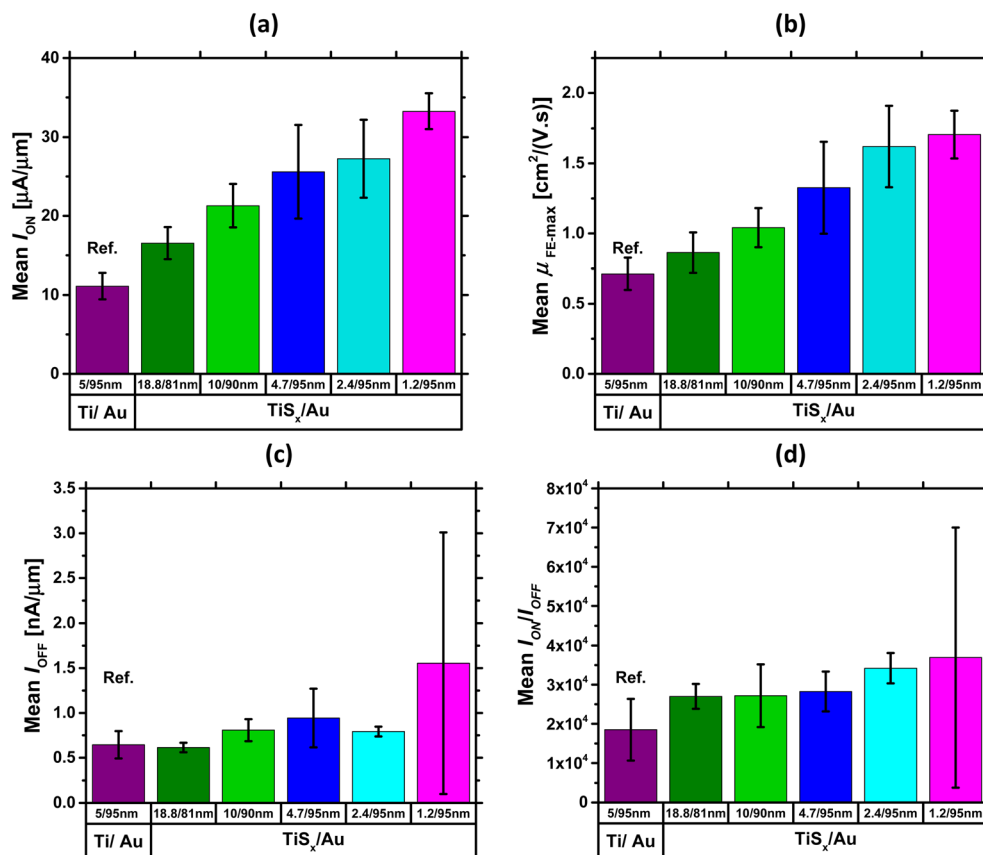 (a)
Mean I_ON [µA/µm]
40
30
20
10
0
Ref.
5/95nm 18.8/81nm 10/90nm 4.7/95nm 2.4/95nm 1.2/95nm
Ti/ Au TiSₓ/Au
(b)
Mean µ_FE-max [cm²/(V.s)]
2.0
1.5
1.0
0.5
0.0
Ref.
5/95nm 18.8/81nm 10/90nm 4.7/95nm 2.4/95nm 1.2/95nm
Ti/ Au TiSₓ/Au
(c)
Mean I_OFF [nA/µm]
3.5
3.0
2.5
2.0
1.5
1.0
0.5
0.0
Ref.
5/95nm 18.8/81nm 10/90nm 4.7/95nm 2.4/95nm 1.2/95nm
Ti/ Au TiSₓ/Au
(d)
Mean I_ON/I_OFF
8x10⁴
7x10⁴
6x10⁴
5x10⁴
4x10⁴
3x10⁴
2x10⁴
1x10⁴
0
Ref.
5/95nm 18.8/81nm 10/90nm 4.7/95nm 2.4/95nm 1.2/95nm
Ti/ Au TiSₓ/Au